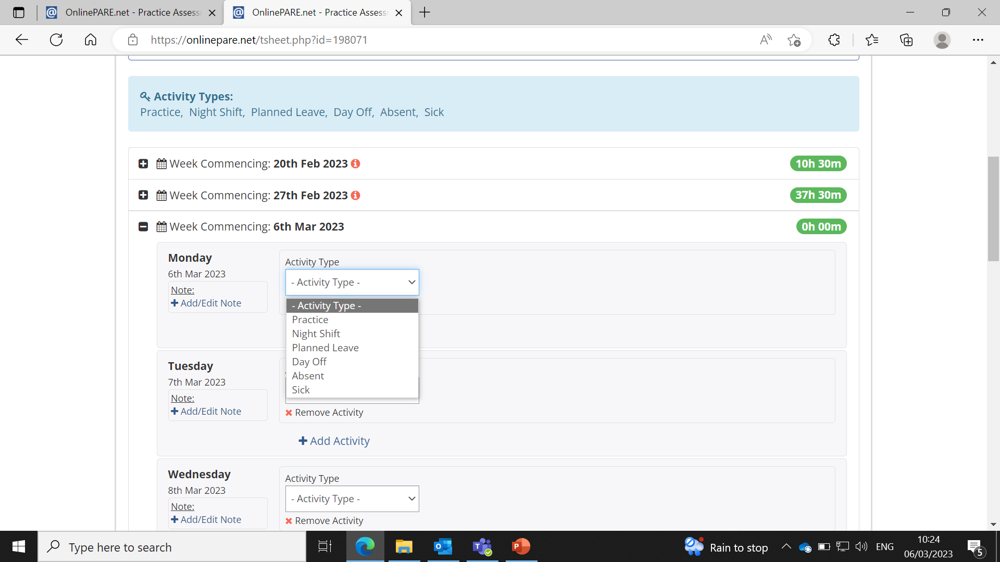 OnlinePARE.net - Practice Assess
OnlinePARE.net - Practice Assess
https://onlinepare.net/tsheet.php?id=198071
Activity Types:
Practice, Night Shift, Planned Leave, Day Off, Absent, Sick
Week Commencing: 20th Feb 2023
10h 30m
Week Commencing: 27th Feb 2023
37h 30m
Week Commencing: 6th Mar 2023
0h 00m
Monday
6th Mar 2023
Note:
Add/Edit Note
Activity Type
- Activity Type -
- Activity Type -
Practice
Night Shift
Planned Leave
Day Off
Absent
Sick
Tuesday
7th Mar 2023
Note:
Add/Edit Note
Remove Activity
Add Activity
Wednesday
8th Mar 2023
Note:
Add/Edit Note
Activity Type
- Activity Type -
Remove Activity
Type here to search
Rain to stop
ENG
10:24
06/03/2023
5